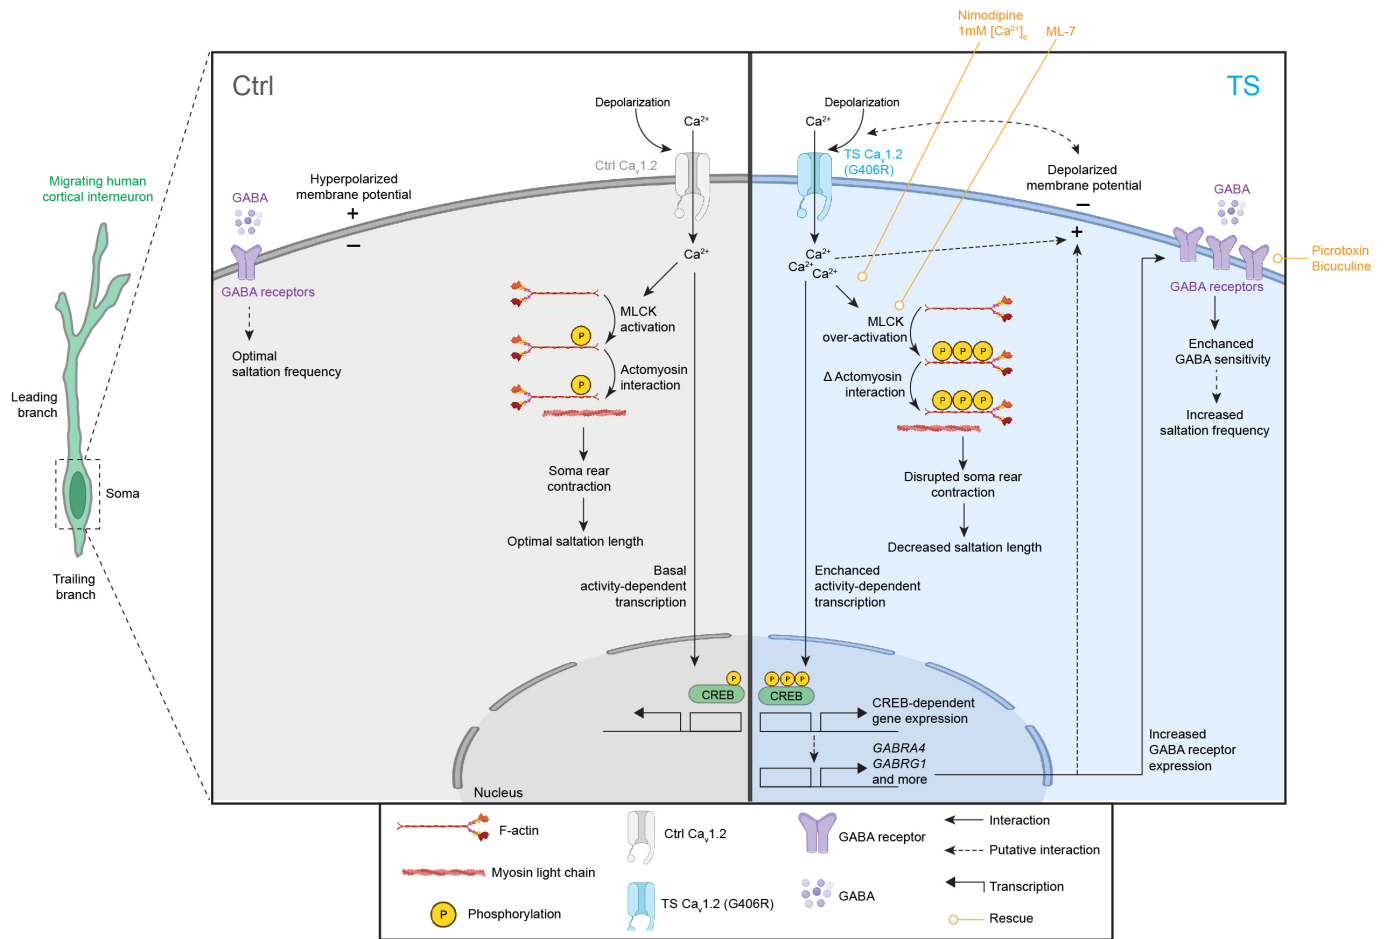 Nimodipine
1mM [Ca²⁺]ₑ
ML-7
Ctrl
TS
Depolarization
Ca²⁺
Ctrl Caᵥ1.2
Depolarization
Ca²⁺
TS Caᵥ1.2
(G406R)
Migrating human
cortical interneuron
GABA
Hyperpolarized
membrane potential
+
−
GABA receptors
Optimal
saltation frequency
Depolarized
membrane potential
−
+
GABA
GABA receptors
Picrotoxin
Bicuculine
Enchanced
GABA sensitivity
Increased
saltation frequency
Ca²⁺
MLCK
activation
P
Actomyosin
interaction
P
Soma rear
contraction
Optimal saltation length
Basal
activity-dependent
transcription
Ca²⁺
Ca²⁺
Ca²⁺
MLCK
over-activation
P P P
Δ Actomyosin
interaction
P P P
Disrupted soma rear
contraction
Decreased saltation length
Enchanced
activity-dependent
transcription
Leading
branch
Soma
Trailing
branch
P
CREB
P P P
CREB
CREB-dependent
gene expression
GABRA4
GABRG1
and more
Increased
GABA receptor
expression
Nucleus
F-actin
Myosin light chain
P
Phosphorylation
Ctrl Caᵥ1.2
TS Caᵥ1.2 (G406R)
GABA receptor
GABA
Interaction
Putative interaction
Transcription
Rescue